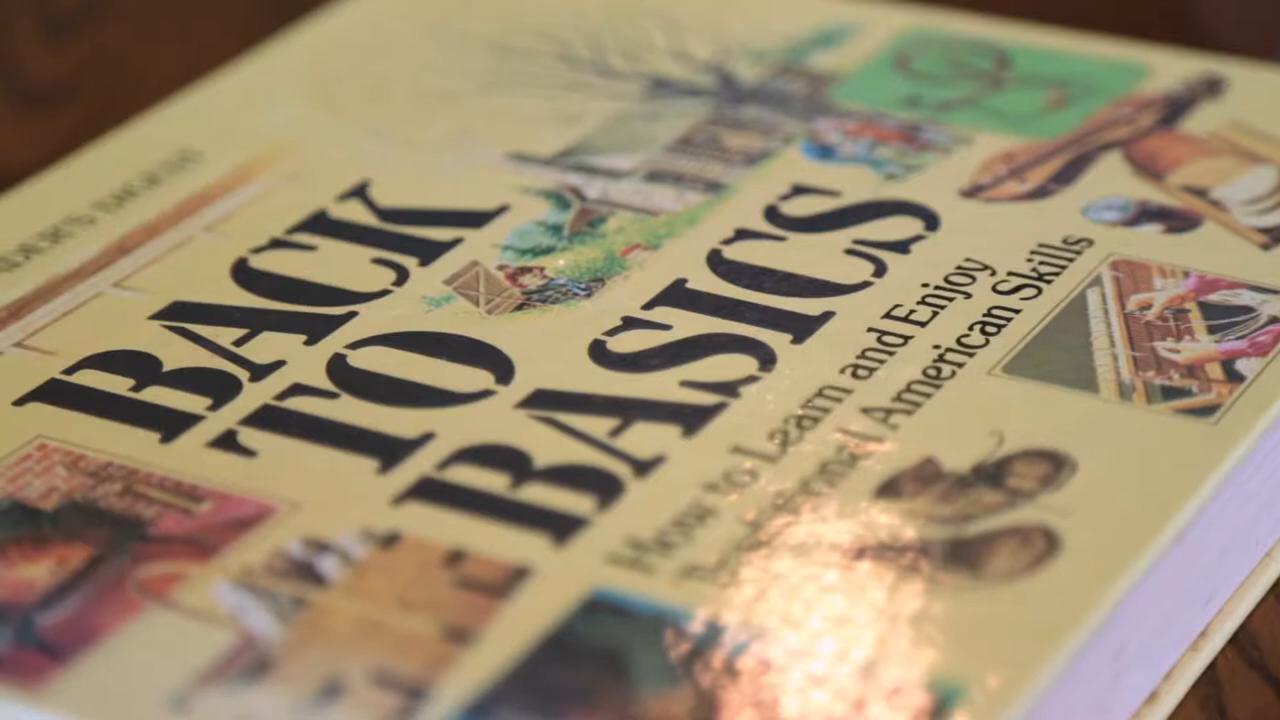 BACK
TO
BASICS
How to Learn and Enjoy
American Skills